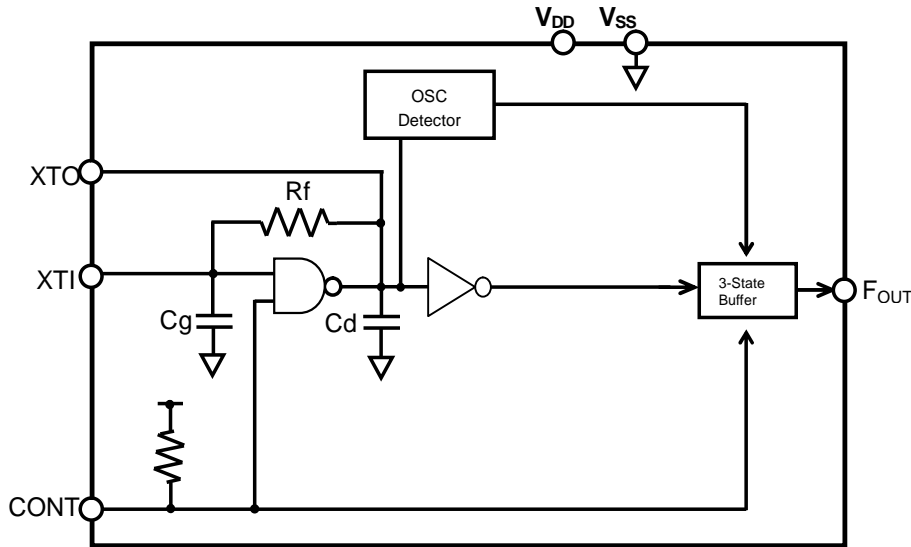 VDD VSS
OSC
Detector
XTO
Rf
XTI
3-State
Buffer
FOUT
Cg
Cd
CONT